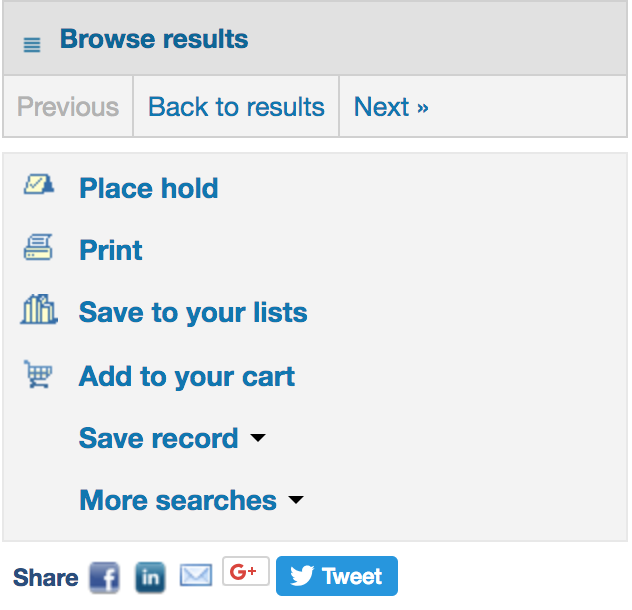 Browse results
Previous Back to results Next »
Place hold
Print
Save to your lists
Add to your cart
Save record
More searches
Share f in G+ Tweet